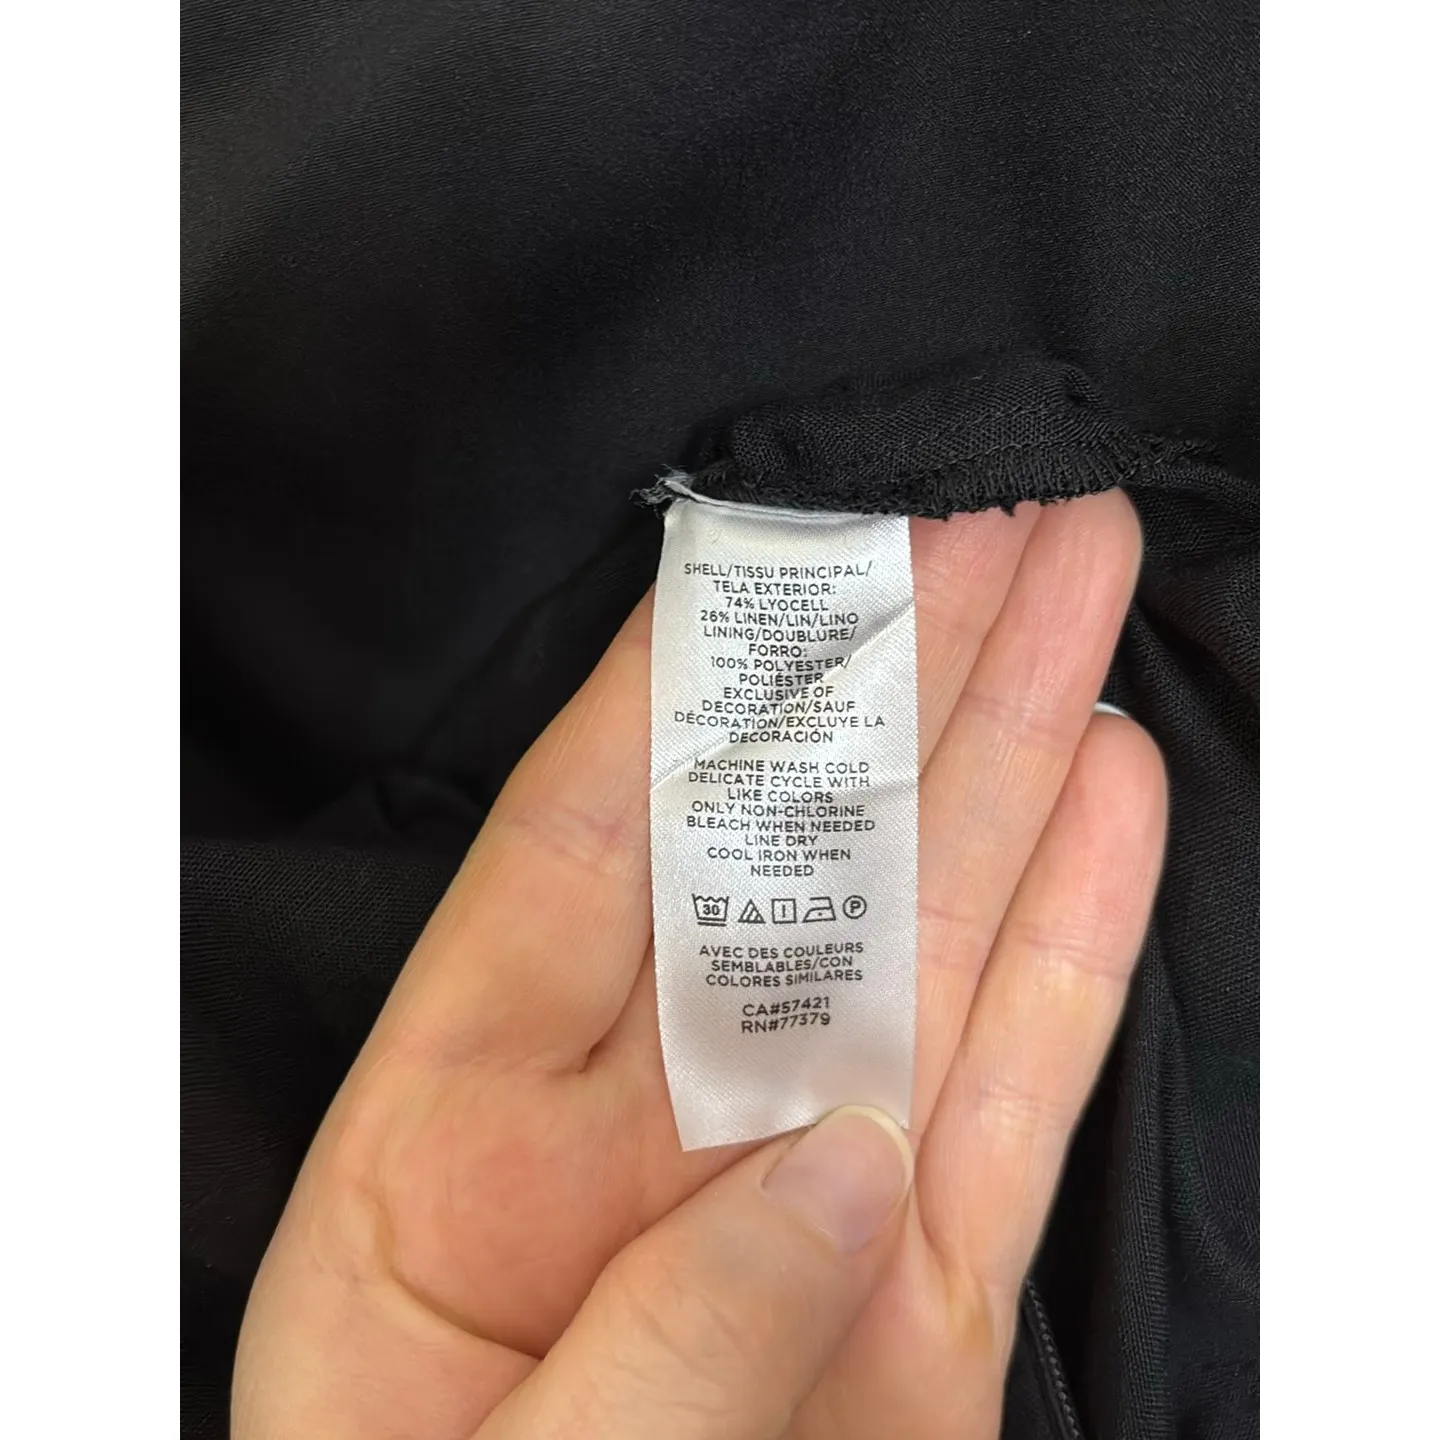 SHELL/TISSU PRINCIPAL/
TELA EXTERIOR:
74% LYOCELL
26% LINEN/LIN/LINO
LINING/DOUBLURE/
FORRO:
100% POLYESTER/
POLIÉSTER
EXCLUSIVE OF
DECORATION/SAUF
DÉCORATION/EXCLUYE LA
DECORACIÓN
MACHINE WASH COLD
DELICATE CYCLE WITH
LIKE COLORS
ONLY NON-CHLORINE
BLEACH WHEN NEEDED
LINE DRY
COOL IRON WHEN
NEEDED
30 P
AVEC DES COULEURS
SEMBLABLES/CON
COLORES SIMILARES
CA#57421
RN#77379